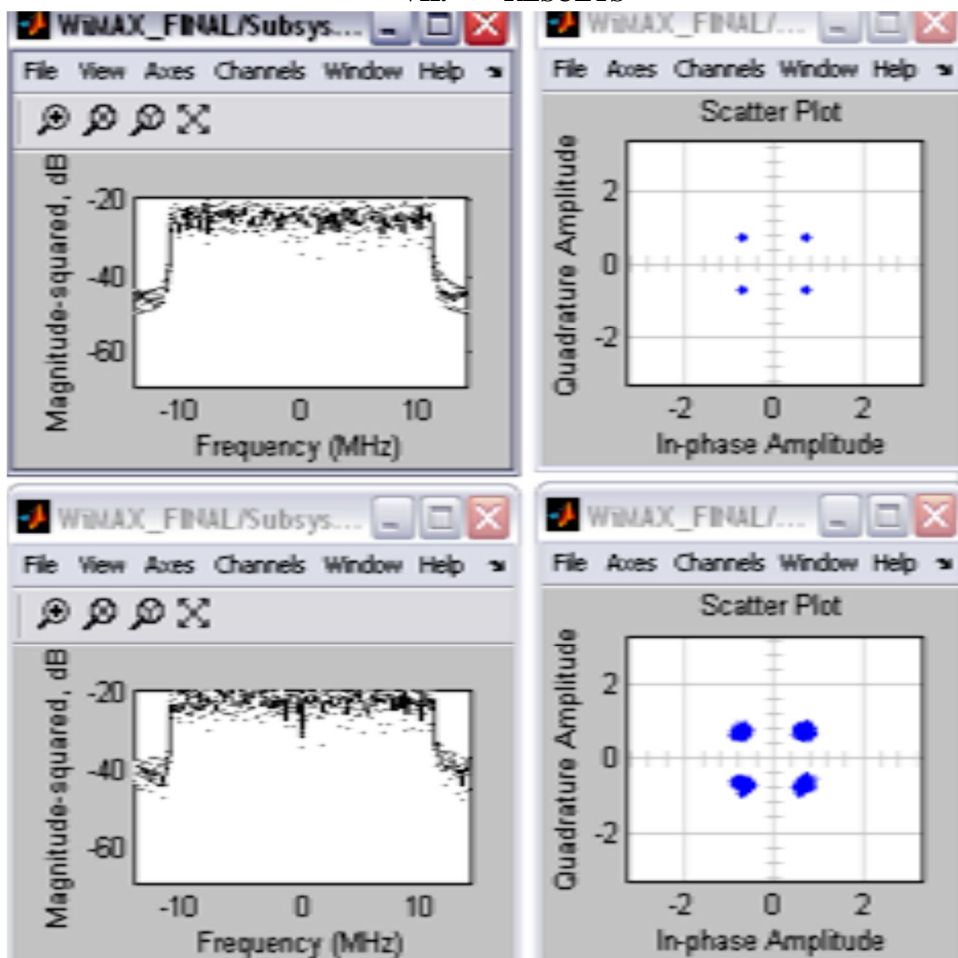 WiMAX_FINAL/Subsys...
File View Axes Channels Window Help
Magnitude-squared, dB
-20
-40
-60
-10 0 10
Frequency (MHz)
WiMAX_FINAL/...
File Axes Channels Window Help
Scatter Plot
Quadrature Amplitude
2
0
-2
-2 0 2
In-phase Amplitude
WiMAX_FINAL/Subsys...
File View Axes Channels Window Help
Magnitude-squared, dB
-20
-40
-60
-10 0 10
Frequency (MHz)
WiMAX_FINAL/...
File Axes Channels Window Help
Scatter Plot
Quadrature Amplitude
2
0
-2
-2 0 2
In-phase Amplitude